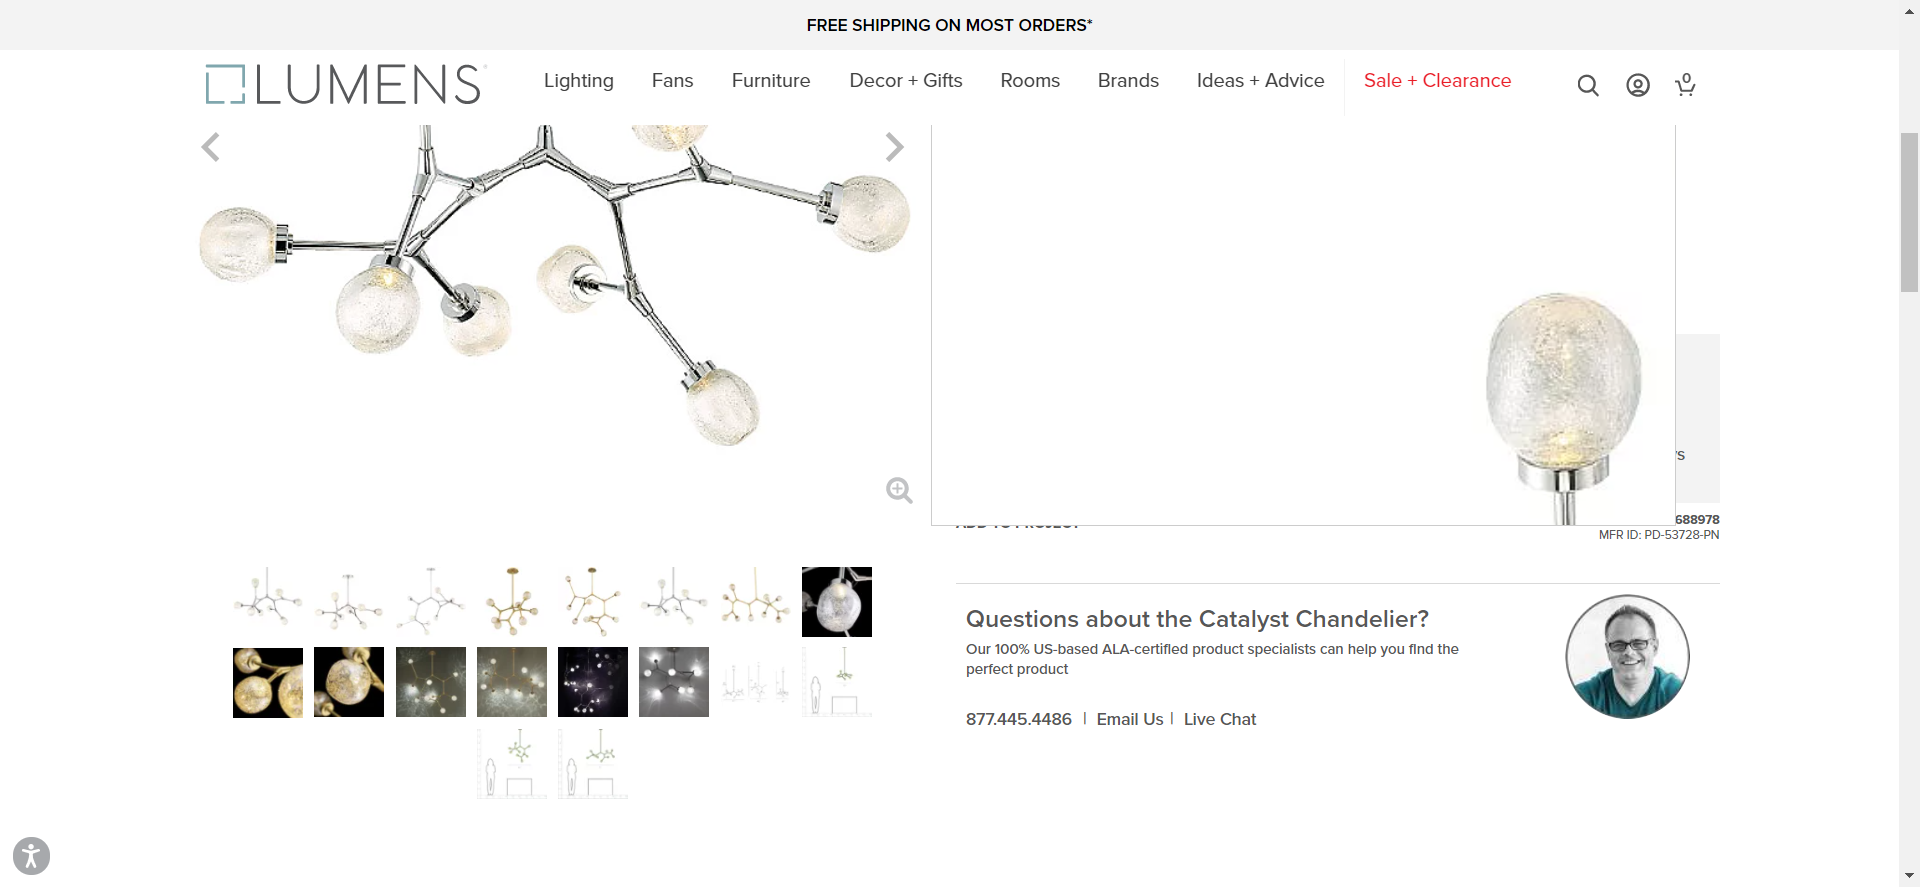 FREE SHIPPING ON MOST ORDERS*
LUMENS
Lighting
Fans
Furniture
Decor + Gifts
Rooms
Brands
Ideas + Advice
Sale + Clearance
0
688978
MFR ID: PD-53728-PN
Questions about the Catalyst Chandelier?
Our 100% US-based ALA-certified product specialists can help you find the
perfect product
877.445.4486 | Email Us | Live Chat